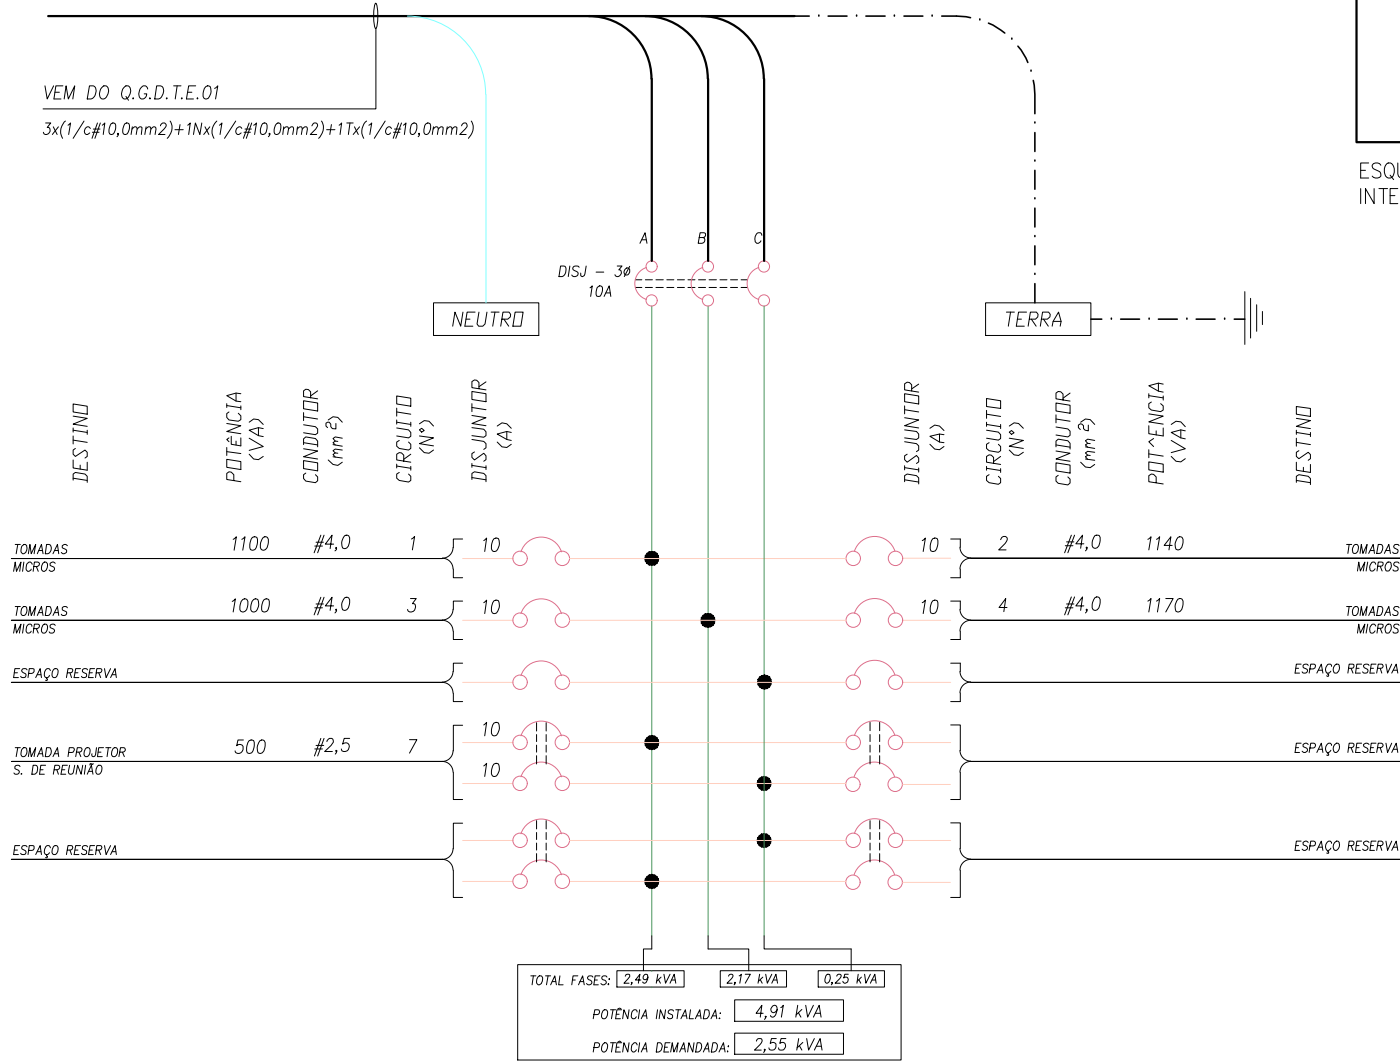 VEM DO Q.G.D.T.E.01
3x(1/c#10,0mm2)+1Nx(1/c#10,0mm2)+1Tx(1/c#10,0mm2)
ESQU
INTE
A B C
DISJ - 3ø
10A
NEUTRO
TERRA
DESTINO
POTÊNCIA
(VA)
CONDUTOR
(mm 2)
CIRCUITO
(N°)
DISJUNTOR
(A)
DISJUNTOR
(A)
CIRCUITO
(N°)
CONDUTOR
(mm 2)
POT^ENCIA
(VA)
DESTINO
TOMADAS 1100 #4,0 1 10 10 2 #4,0 1140 TOMADAS
MICROS MICROS
TOMADAS 1000 #4,0 3 10 10 4 #4,0 1170 TOMADAS
MICROS MICROS
ESPAÇO RESERVA ESPAÇO RESERVA
10
TOMADA PROJETOR 500 #2,5 7 ESPAÇO RESERVA
S. DE REUNIÃO 10
ESPAÇO RESERVA ESPAÇO RESERVA
TOTAL FASES: 2,49 kVA 2,17 kVA 0,25 kVA
POTÊNCIA INSTALADA: 4,91 kVA
POTÊNCIA DEMANDADA: 2,55 kVA